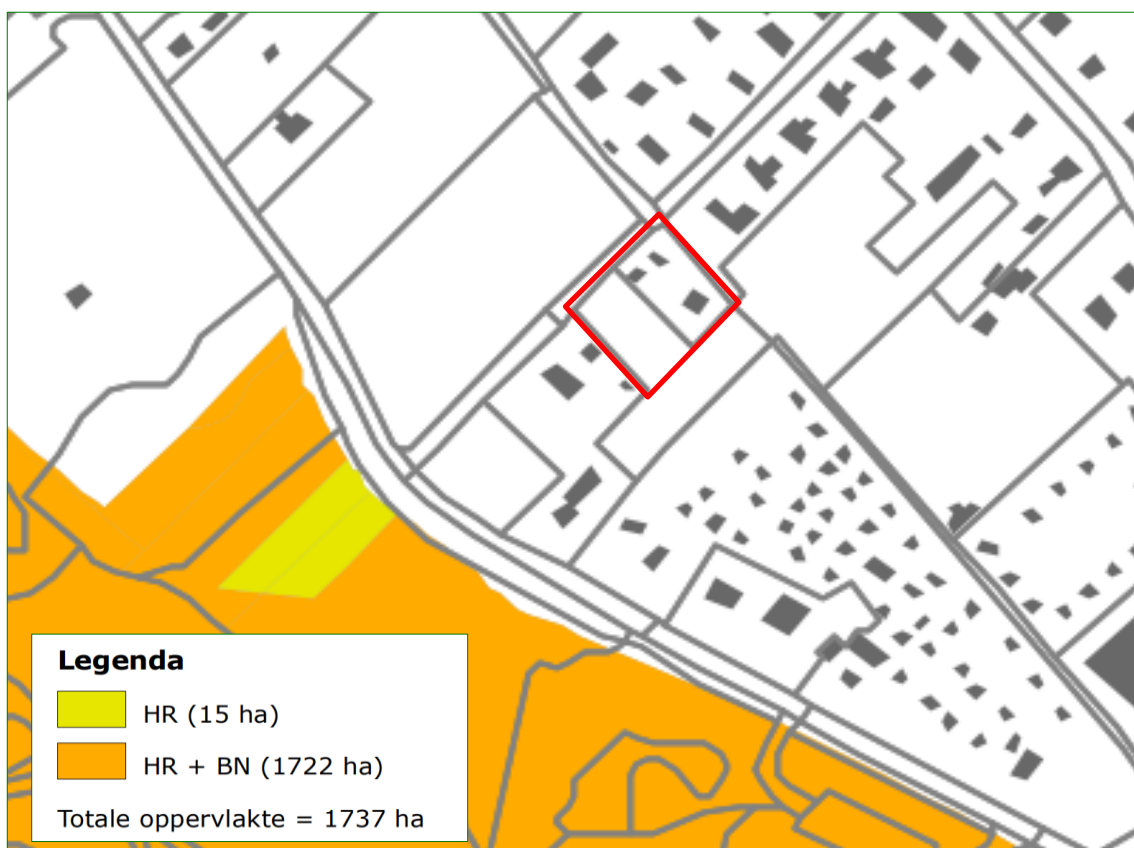 Legenda
HR (15 ha)
HR + BN (1722 ha)
Totale oppervlakte = 1737 ha